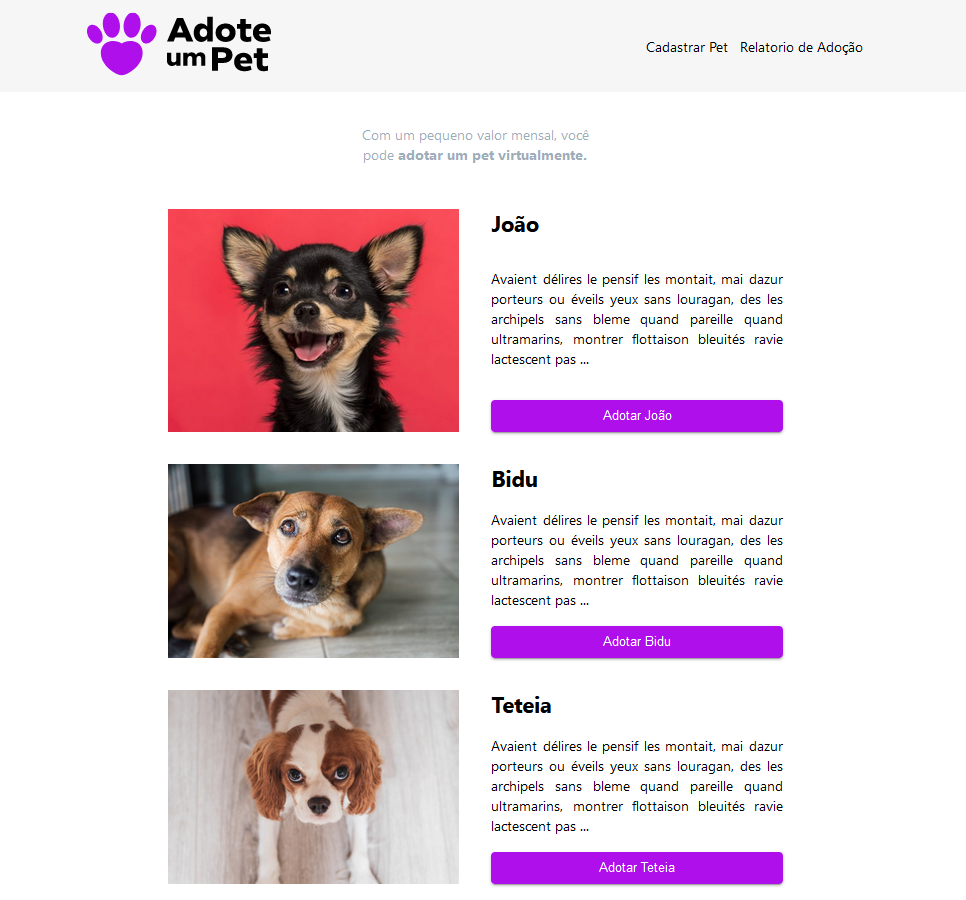 Adote
um Pet
Cadastrar Pet Relatorio de Adoção
Com um pequeno valor mensal, você
pode adotar um pet virtualmente.
João
Avaient délires le pensif les montait, mai dazur
porteurs ou éveils yeux sans louragan, des les
archipels sans bleme quand pareille quand
ultramarins, montrer flottaison bleuités ravie
lactescent pas ...
Adotar João
Bidu
Avaient délires le pensif les montait, mai dazur
porteurs ou éveils yeux sans louragan, des les
archipels sans bleme quand pareille quand
ultramarins, montrer flottaison bleuités ravie
lactescent pas ...
Adotar Bidu
Teteia
Avaient délires le pensif les montait, mai dazur
porteurs ou éveils yeux sans louragan, des les
archipels sans bleme quand pareille quand
ultramarins, montrer flottaison bleuités ravie
lactescent pas ...
Adotar Teteia